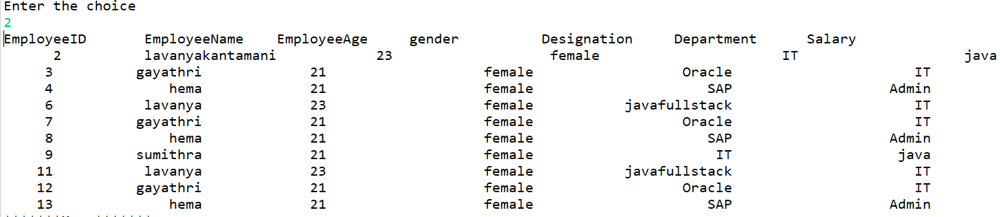 Enter the choice
2
EmployeeID EmployeeName EmployeeAge gender Designation Department Salary
2 lavanyakantamani 23 female IT java
3 gayathri 21 female Oracle IT
4 hema 21 female SAP Admin
6 lavanya 23 female javafullstack IT
7 gayathri 21 female Oracle IT
8 hema 21 female SAP Admin
9 sumithra 21 female IT java
11 lavanya 23 female javafullstack IT
12 gayathri 21 female Oracle IT
13 hema 21 female SAP Admin